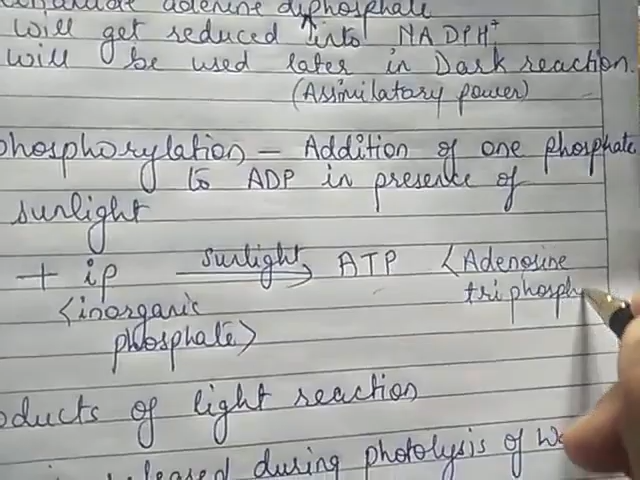 adenine diphosphate
will get reduced into NADPH⁺
will be used later in Dark reaction.
(Assimilatory power)
phosphorylation – Addition of one phosphate
to ADP in presence of
sunlight
+ ip sunlight → ATP <Adenosine
<inorganic triphosph
phosphate>
oducts of light reaction
released during photolysis of